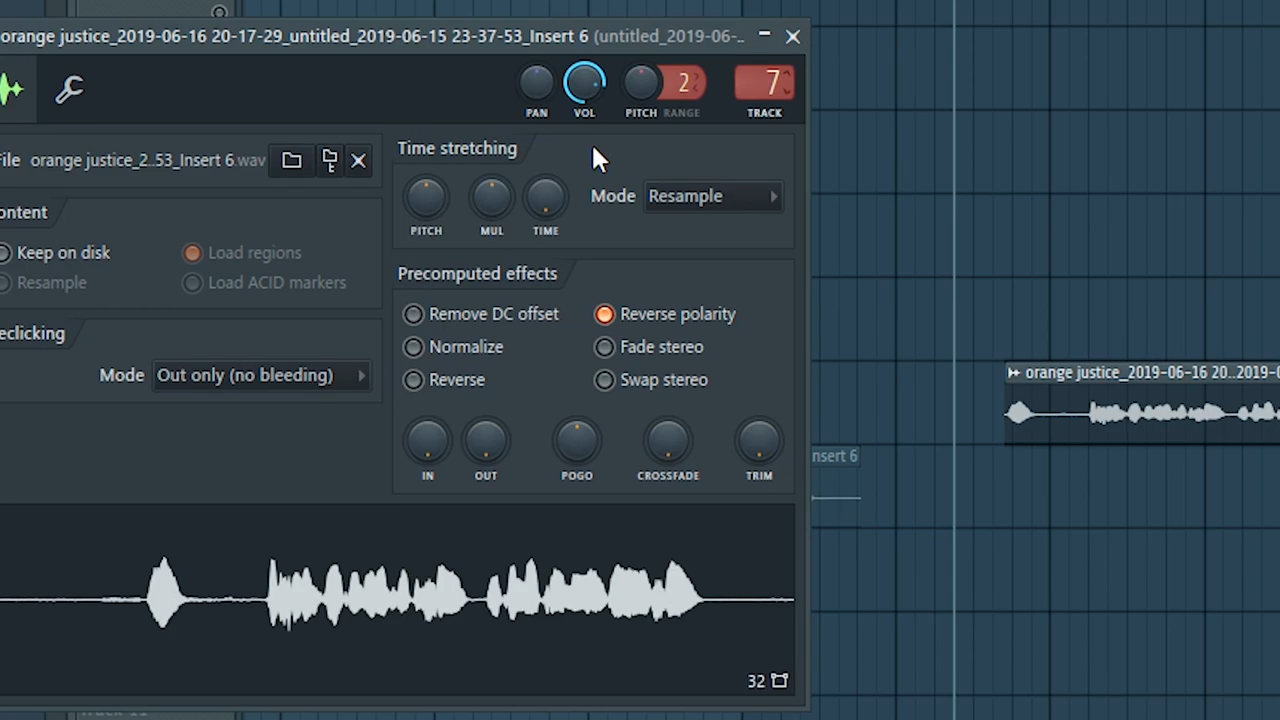 orange justice_2019-06-16 20-17-29_untitled_2019-06-15 23-37-53_Insert 6 (untitled_2019-06-..
2
7
PAN VOL PITCH RANGE TRACK
File orange justice_2..53_Insert 6.wav
Time stretching
Mode Resample
PITCH MUL TIME
ontent
Keep on disk Load regions
Resample Load ACID markers
Precomputed effects
Remove DC offset Reverse polarity
Normalize Fade stereo
Reverse Swap stereo
eclicking
Mode Out only (no bleeding)
IN OUT POGO CROSSFADE TRIM
orange justice_2019-06-16 20..2019-0
nsert 6
32